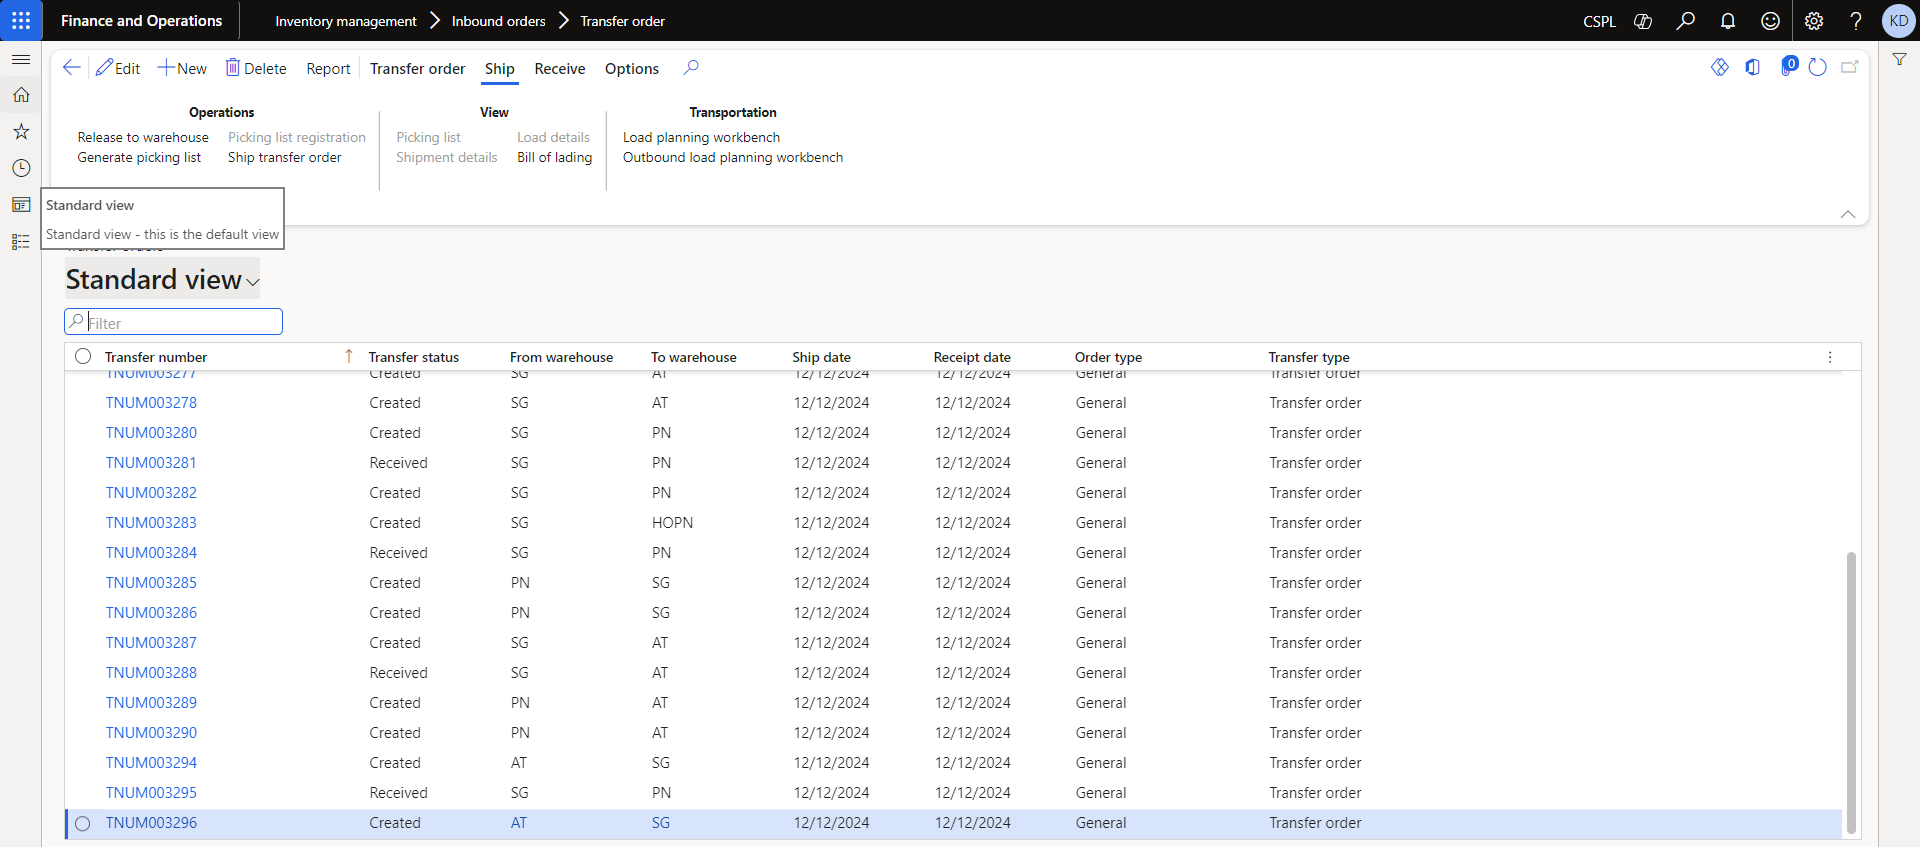 Finance and Operations Inventory management Inbound orders Transfer order CSPL KD
Edit New Delete Report Transfer order Ship Receive Options 0
Operations View Transportation
Release to warehouse Picking list registration Picking list Load details Load planning workbench
Generate picking list Ship transfer order Shipment details Bill of lading Outbound load planning workbench
Standard view
Standard view - this is the default view
Standard view
Filter
Transfer number Transfer status From warehouse To warehouse Ship date Receipt date Order type Transfer type
TNUM003277 Created SG AT 12/12/2024 12/12/2024 General Transfer order
TNUM003278 Created SG AT 12/12/2024 12/12/2024 General Transfer order
TNUM003280 Created SG PN 12/12/2024 12/12/2024 General Transfer order
TNUM003281 Received SG PN 12/12/2024 12/12/2024 General Transfer order
TNUM003282 Created SG PN 12/12/2024 12/12/2024 General Transfer order
TNUM003283 Created SG HOPN 12/12/2024 12/12/2024 General Transfer order
TNUM003284 Received SG PN 12/12/2024 12/12/2024 General Transfer order
TNUM003285 Created PN SG 12/12/2024 12/12/2024 General Transfer order
TNUM003286 Created PN SG 12/12/2024 12/12/2024 General Transfer order
TNUM003287 Created SG AT 12/12/2024 12/12/2024 General Transfer order
TNUM003288 Received SG AT 12/12/2024 12/12/2024 General Transfer order
TNUM003289 Created PN AT 12/12/2024 12/12/2024 General Transfer order
TNUM003290 Created PN AT 12/12/2024 12/12/2024 General Transfer order
TNUM003294 Created AT SG 12/12/2024 12/12/2024 General Transfer order
TNUM003295 Received SG PN 12/12/2024 12/12/2024 General Transfer order
TNUM003296 Created AT SG 12/12/2024 12/12/2024 General Transfer order